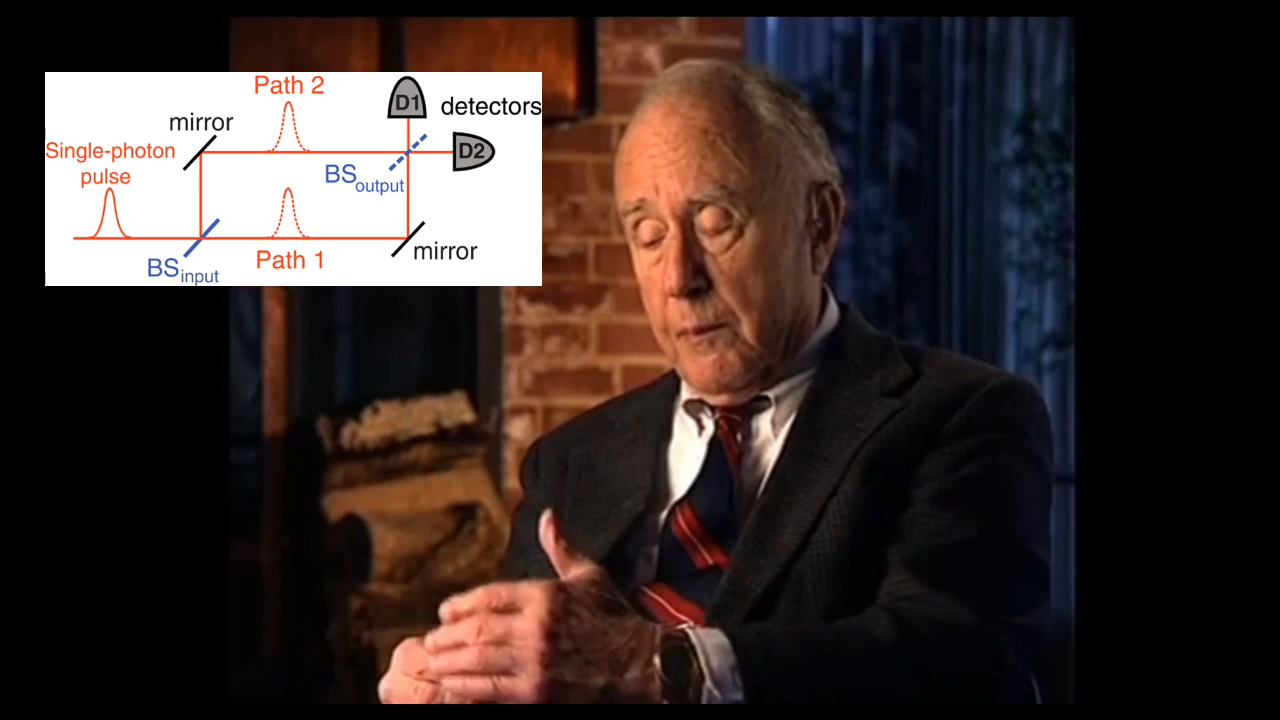 Path 2
D1
detectors
mirror
Single-photon
pulse
D2
BSoutput
mirror
Path 1
BSinput